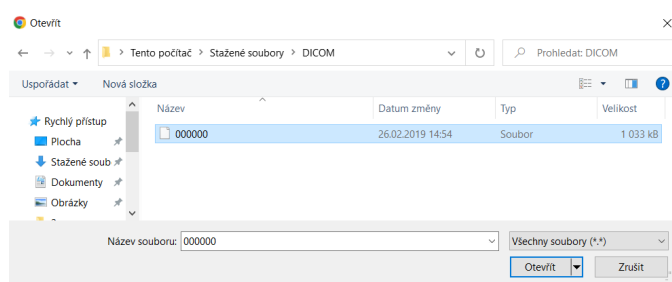 Otevřít
Tento počítač > Stažené soubory > DICOM
Prohledat: DICOM
Uspořádat
Nová složka
Název
Datum změny
Typ
Velikost
Rychlý přístup
Plocha
Stažené soub
Dokumenty
Obrázky
000000
26.02.2019 14:54
Soubor
1 033 kB
Název souboru:
000000
Všechny soubory (*.*)
Otevřít
Zrušit